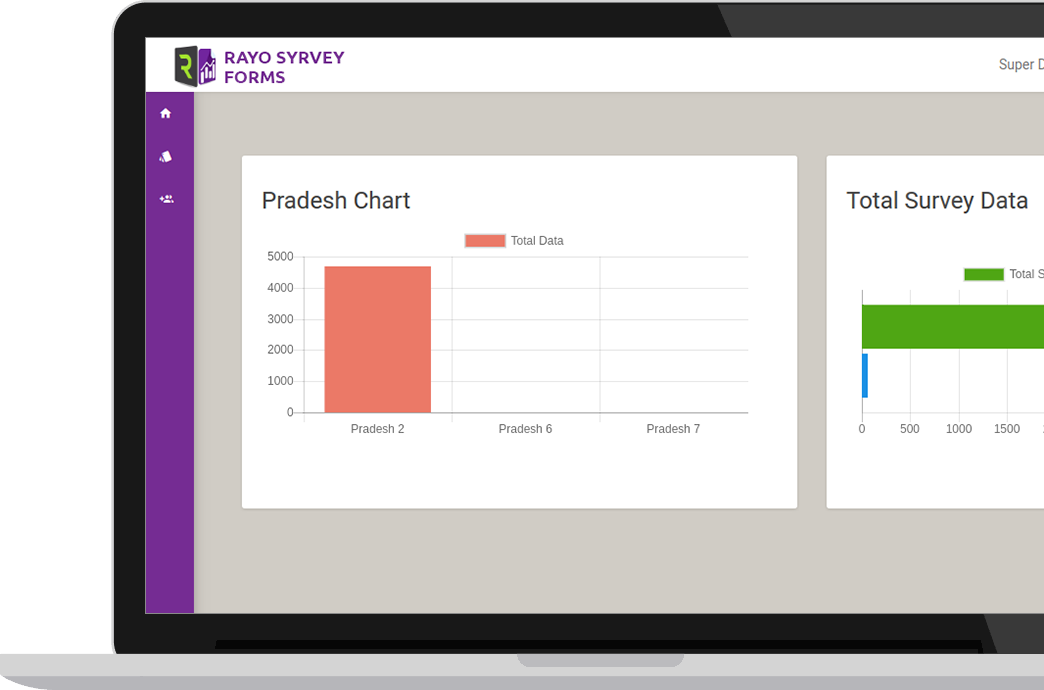 RAYO SYRVEY
FORMS
Super D
Pradesh Chart
Total Data
5000
4000
3000
2000
1000
0
Pradesh 2 Pradesh 6 Pradesh 7
Total Survey Data
Total S
0 500 1000 1500